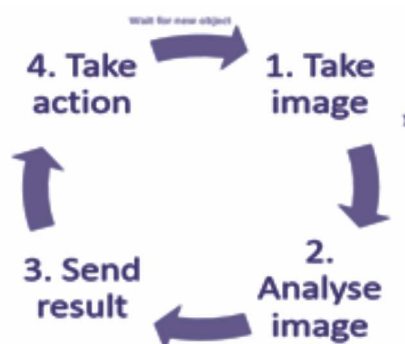 Wait for new object
4. Take
action
1. Take
image
2.
Analyse
image
3. Send
result